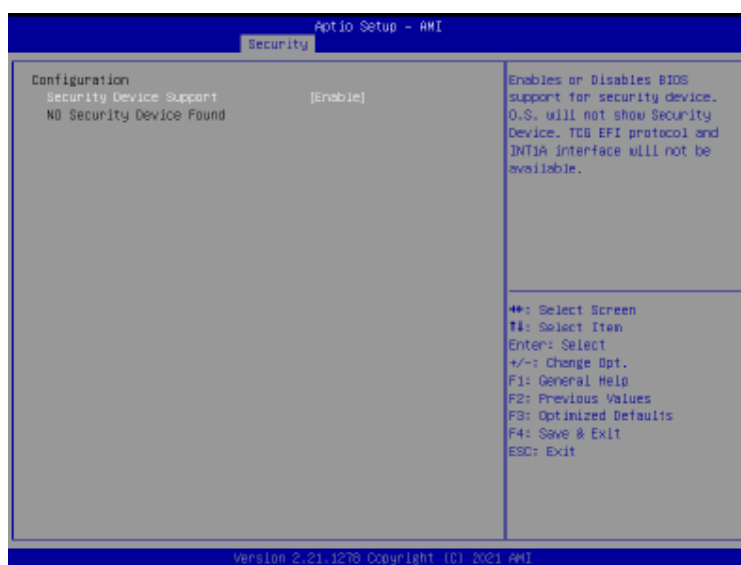 Aptio Setup - AMI
Security
Configuration
Security Device Support [Enable]
NO Security Device Found
Enables or Disables BIOS
support for security device.
O.S. will not show Security
Device. TCG EFI protocol and
INT1A interface will not be
available.
→←: Select Screen
↑↓: Select Item
Enter: Select
+/-: Change Opt.
F1: General Help
F2: Previous Values
F3: Optimized Defaults
F4: Save & Exit
ESC: Exit
Version 2.21.1278 Copyright (C) 2021 AMI